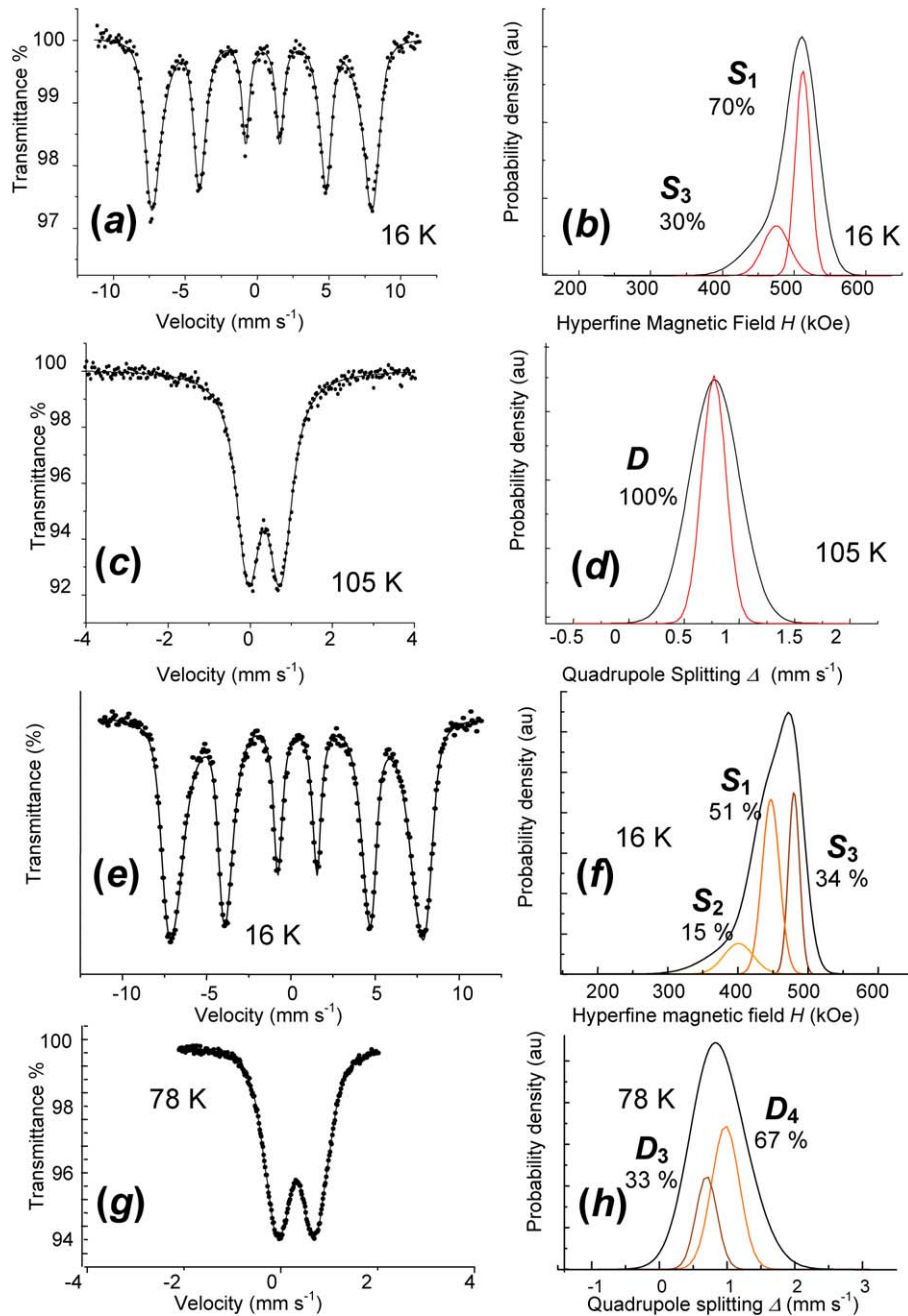 100
99
98
97
Transmittance %
(a)
16 K
-10
-5
0
5
10
Velocity (mm s-1)
Probability density (au)
S1
70%
S3
30%
(b)
16 K
200
400
600
Hyperfine Magnetic Field H (kOe)
100
98
96
94
92
Transmittance %
(c)
105 K
-4
-2
0
2
4
Velocity (mm s-1)
Probability density (au)
D
100%
(d)
105 K
-0.5
0
0.5
1
1.5
2
Quadrupole Splitting Δ (mm s-1)
Transmittance (%)
(e)
16 K
-10
-5
0
5
10
Velocity (mm s-1)
Probability density (au)
16 K
S1
51 %
S3
34 %
S2
15 %
(f)
200
300
400
500
600
Hyperfine magnetic field H (kOe)
100
98
96
94
Transmittance %
78 K
(g)
-4
-2
0
2
4
Velocity (mm s-1)
Probability density (au)
78 K
D4
67 %
D3
33 %
(h)
-1
0
1
2
3
Quadrupole splitting Δ (mm s-1)